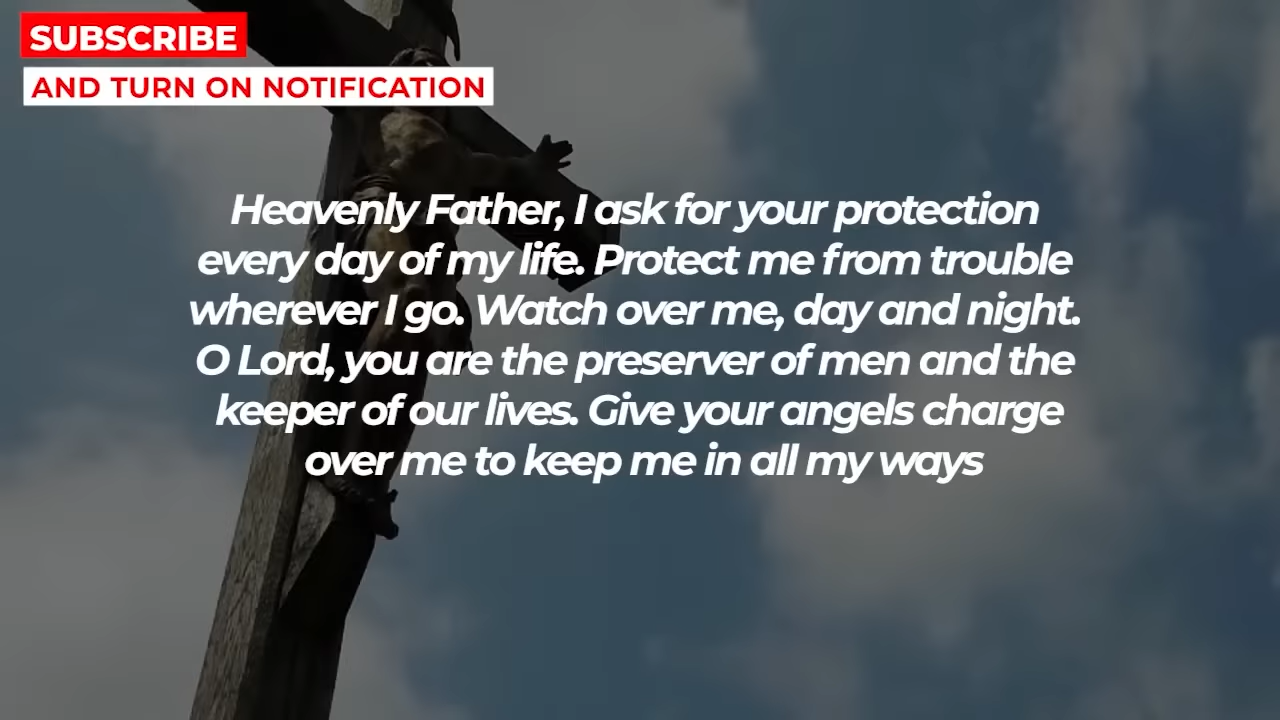 SUBSCRIBE
AND TURN ON NOTIFICATION
Heavenly Father, I ask for your protection
every day of my life. Protect me from trouble
wherever I go. Watch over me, day and night.
O Lord, you are the preserver of men and the
keeper of our lives. Give your angels charge
over me to keep me in all my ways